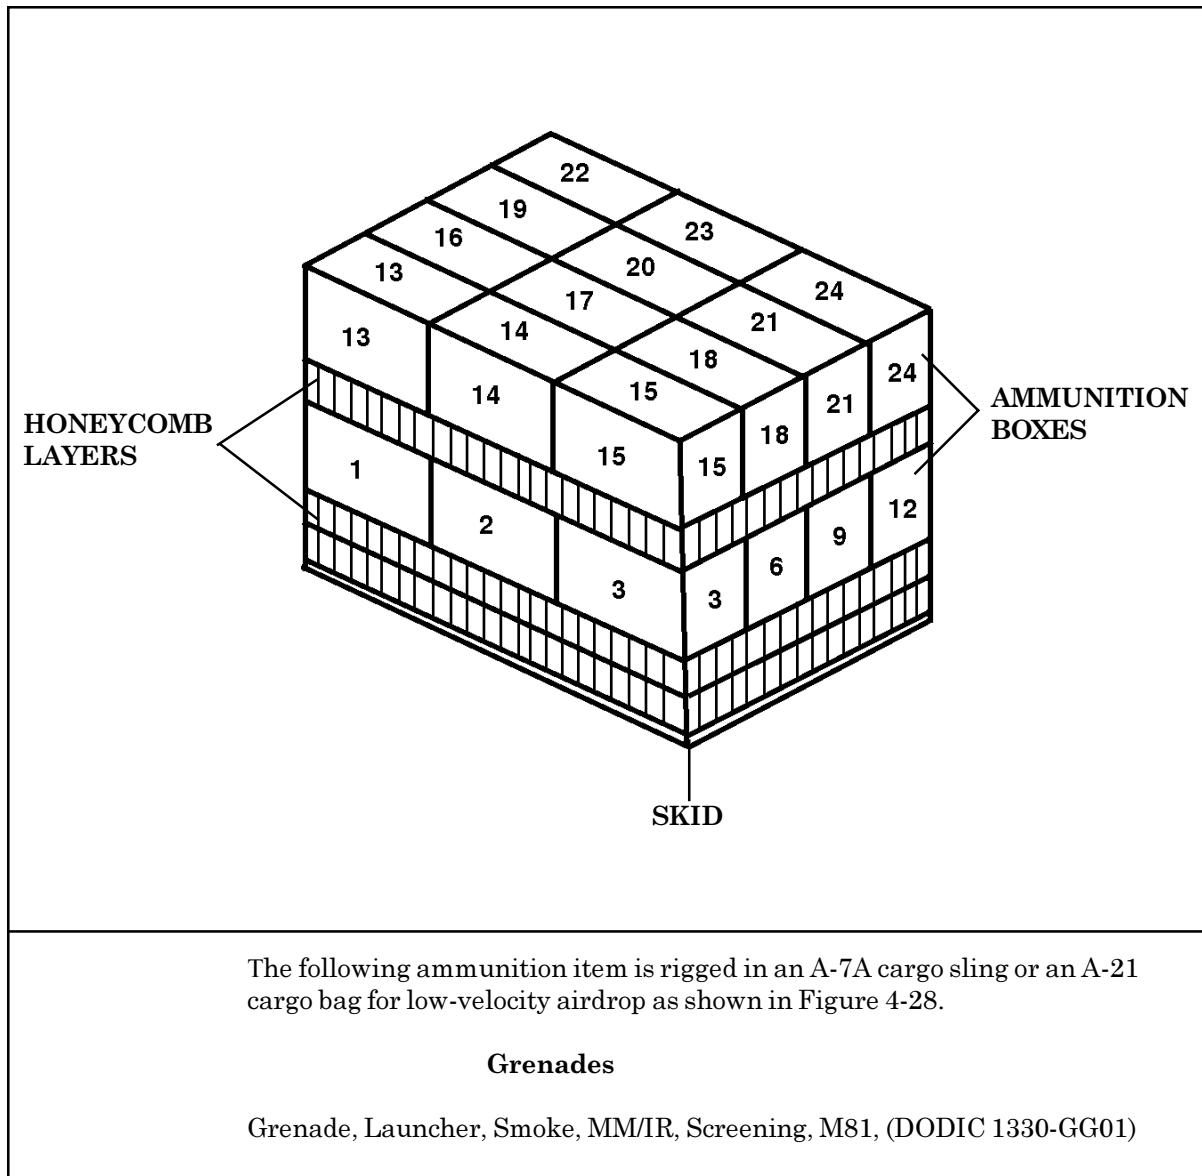 22
19
23
16
20
13
24
17
14
21
18
15
13
14
15
15
18
21
24
HONEYCOMB
LAYERS
AMMUNITION
BOXES
1
2
3
3
6
9
12
SKID
The following ammunition item is rigged in an A-7A cargo sling or an A-21
cargo bag for low-velocity airdrop as shown in Figure 4-28.
Grenades
Grenade, Launcher, Smoke, MM/IR, Screening, M81, (DODIC 1330-GG01)